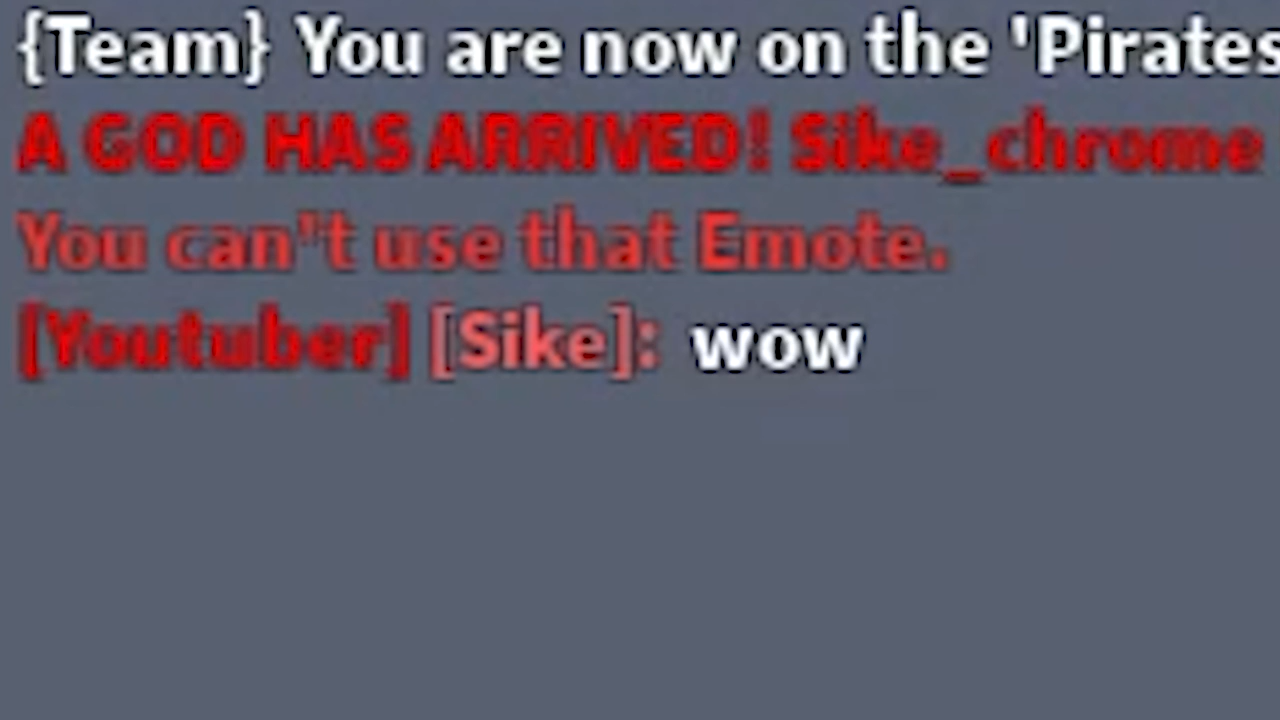 {Team} You are now on the 'Pirates
A GOD HAS ARRIVED! Sike_chrome
You can't use that Emote.
[Youtuber] [Sike]: wow